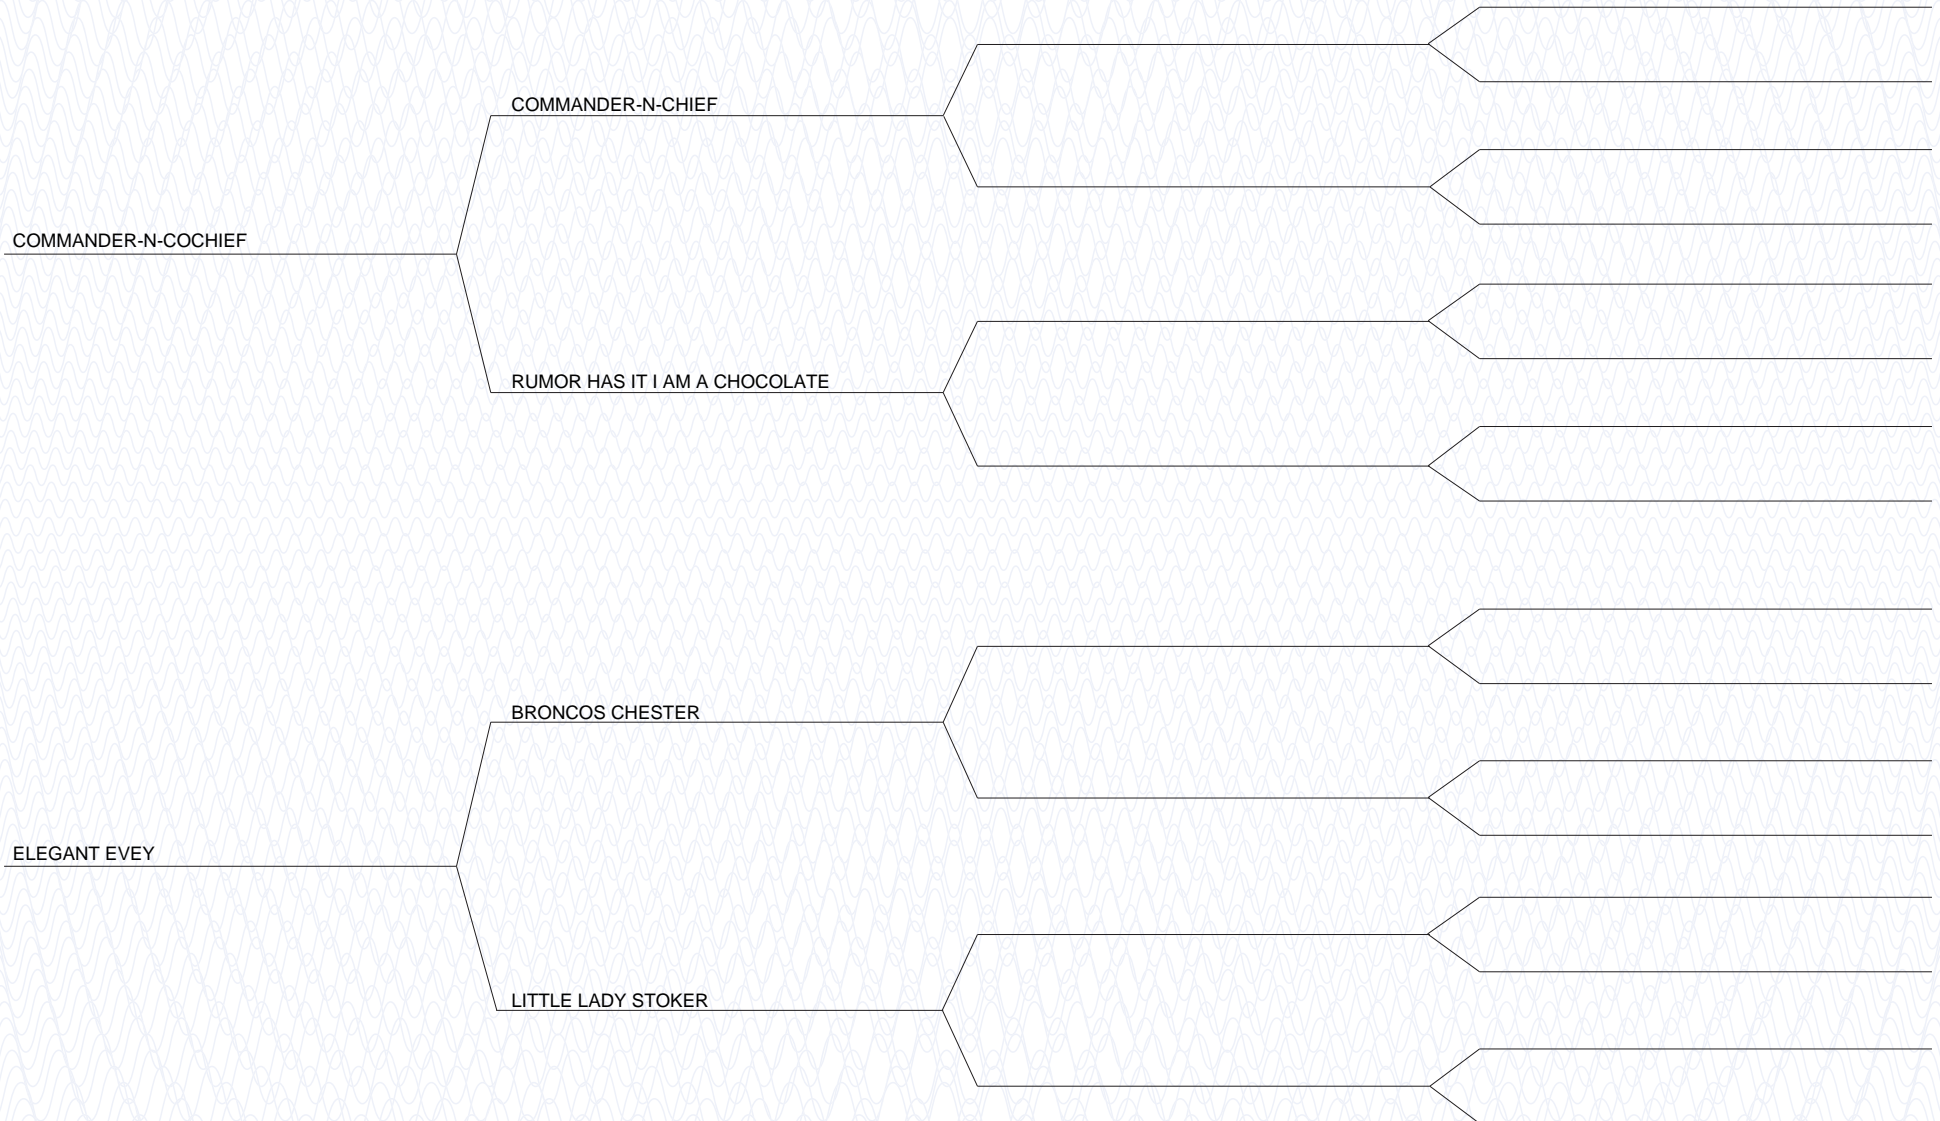 COMMANDER-N-CHIEF
COMMANDER-N-COCHIEF
RUMOR HAS IT I AM A CHOCOLATE
BRONCOS CHESTER
ELEGANT EVEY
LITTLE LADY STOKER